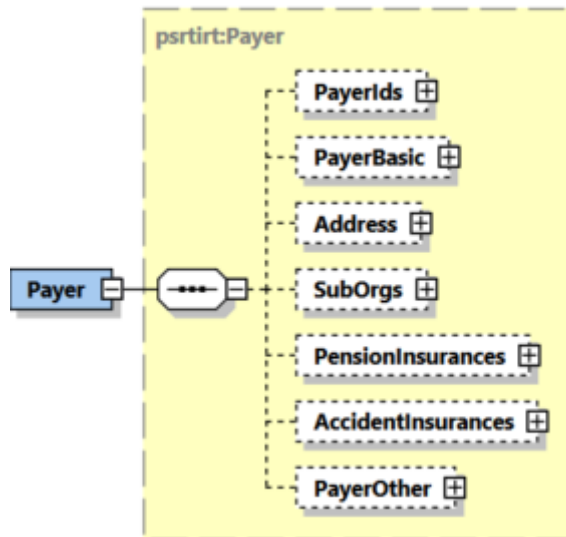 psrtirt:Payer
PayerIds
PayerBasic
Address
Payer
SubOrgs
PensionInsurances
AccidentInsurances
PayerOther